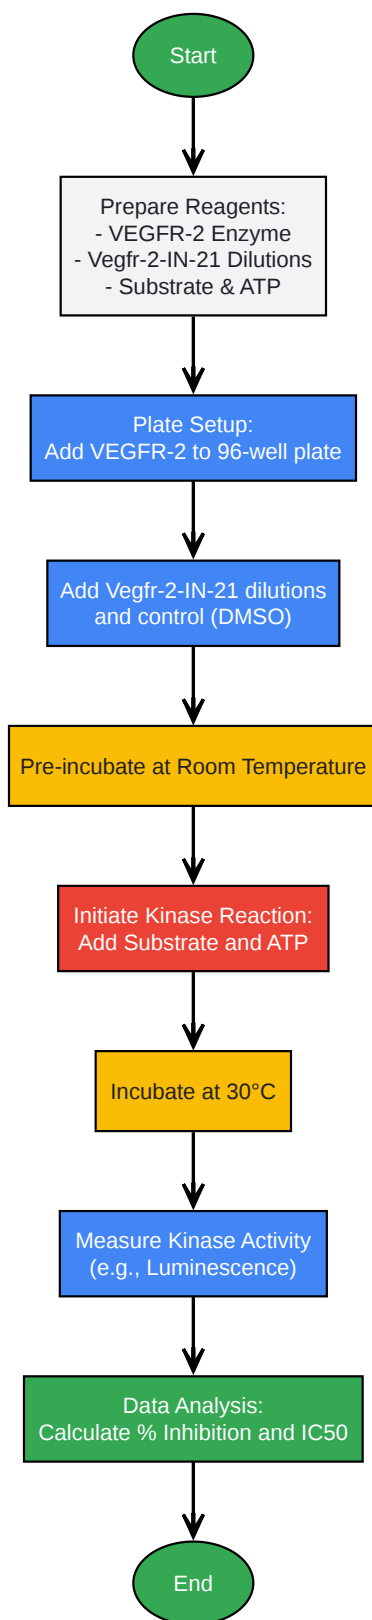 Start
Prepare Reagents:
- VEGFR-2 Enzyme
- Vegfr-2-IN-21 Dilutions
- Substrate & ATP
Plate Setup:
Add VEGFR-2 to 96-well plate
Add Vegfr-2-IN-21 dilutions
and control (DMSO)
Pre-incubate at Room Temperature
Initiate Kinase Reaction:
Add Substrate and ATP
Incubate at 30°C
Measure Kinase Activity
(e.g., Luminescence)
Data Analysis:
Calculate % Inhibition and IC50
End